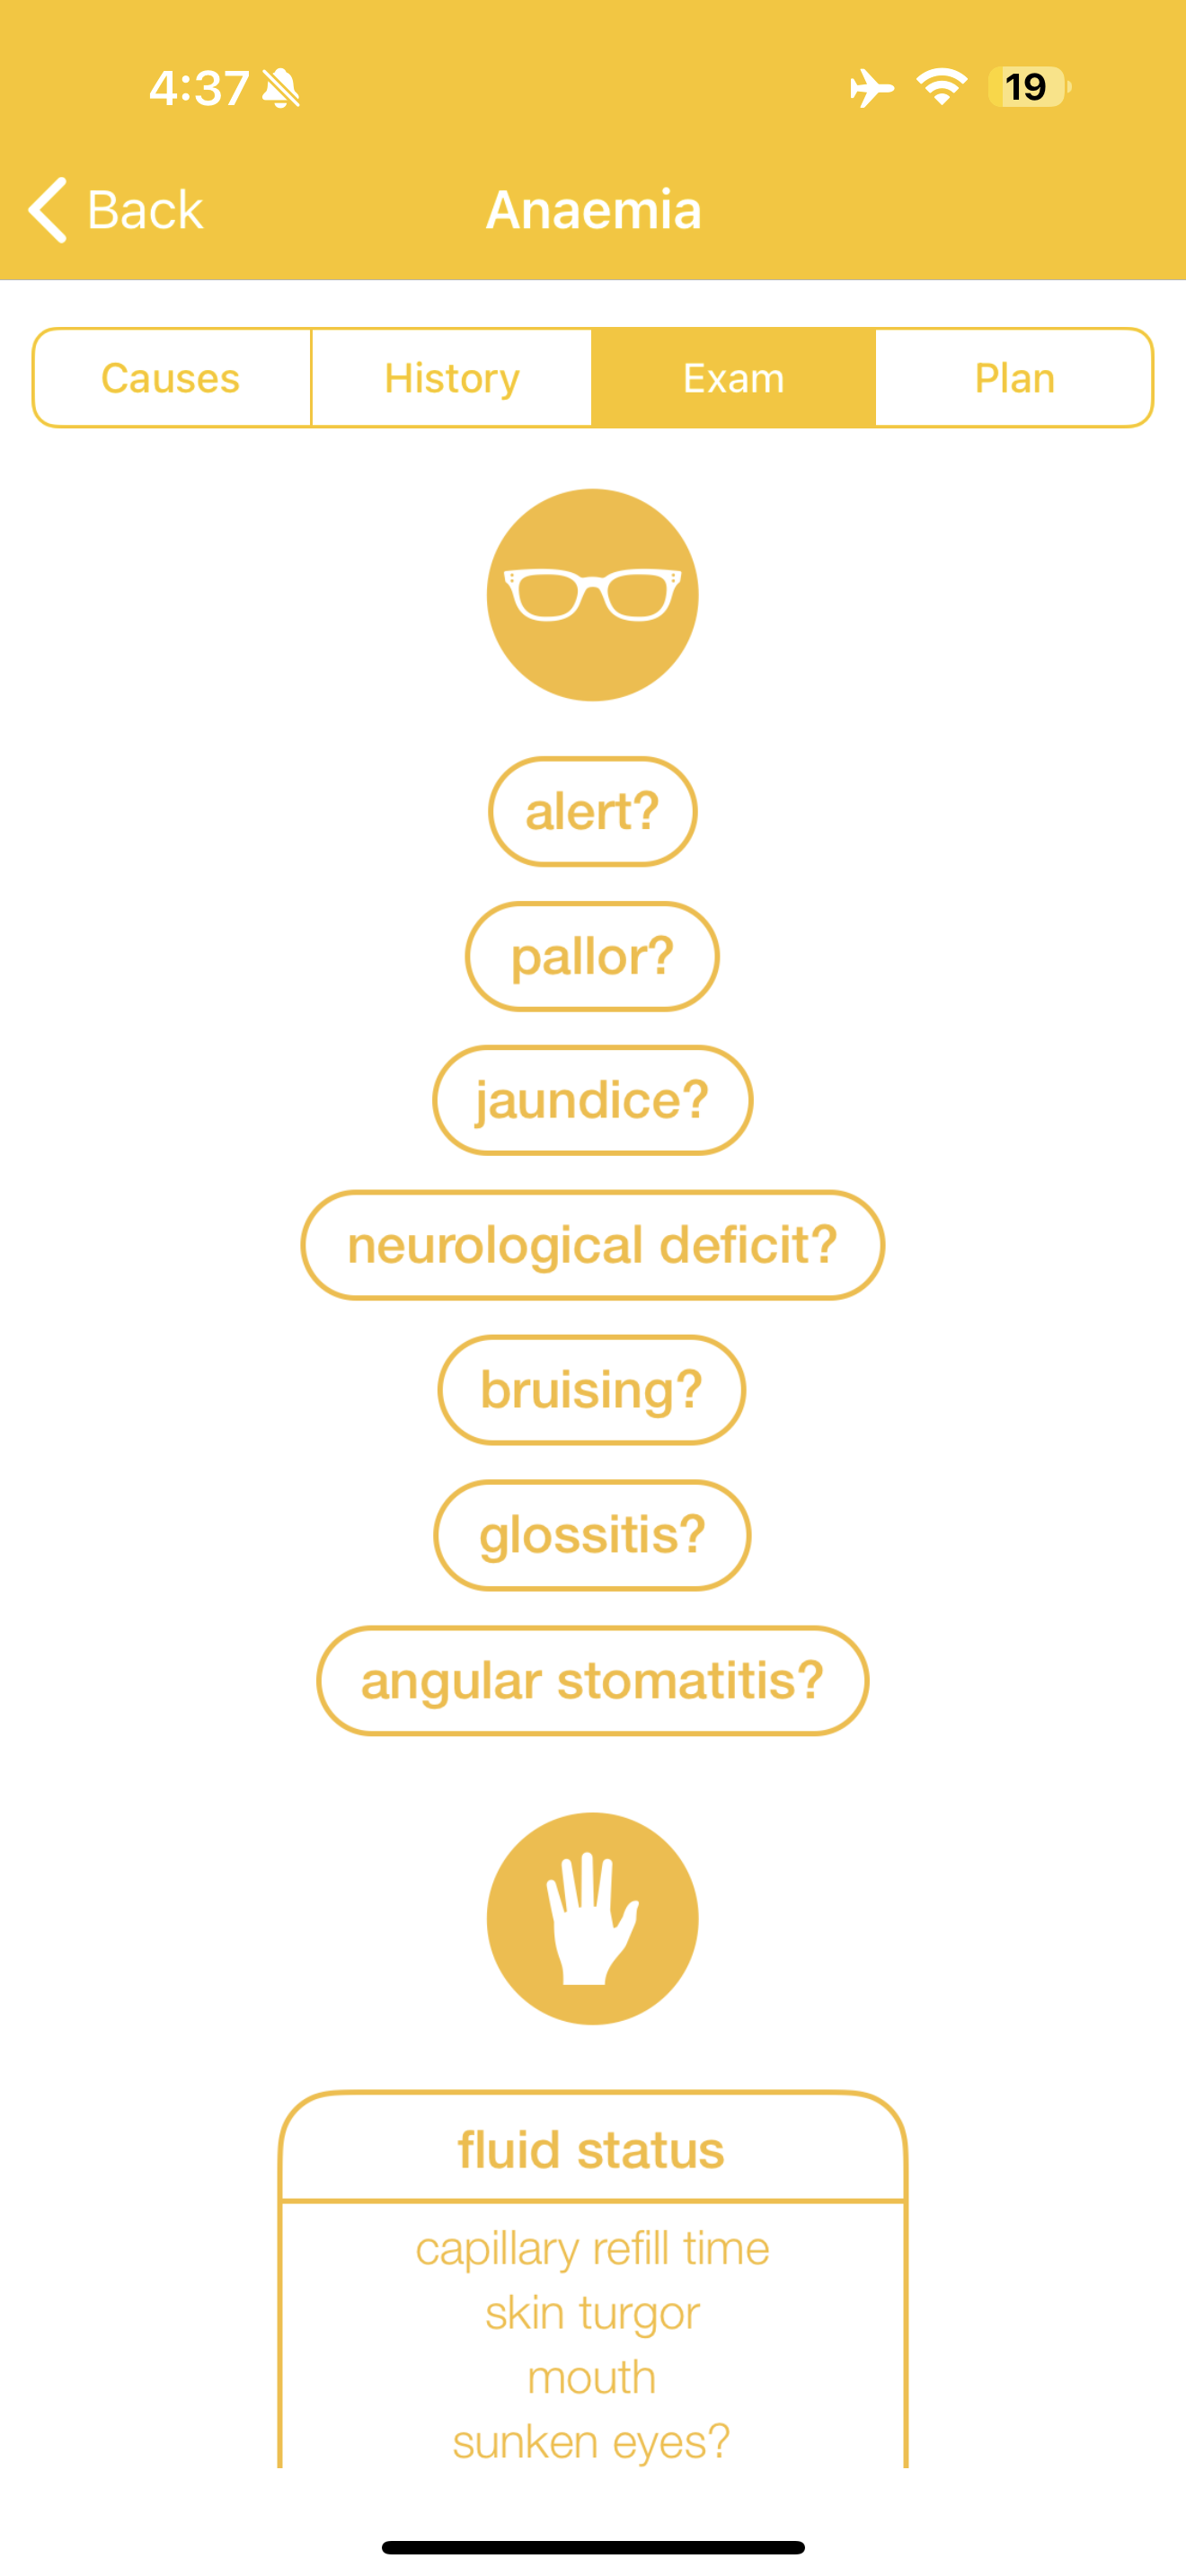 4:37
19
Back
Anaemia
Causes
History
Exam
Plan
alert?
pallor?
jaundice?
neurological deficit?
bruising?
glossitis?
angular stomatitis?
fluid status
capillary refill time
skin turgor
mouth
sunken eyes?